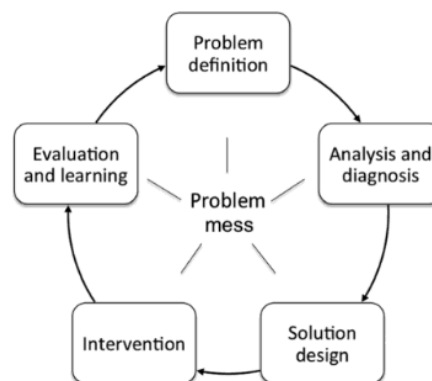 Problem
definition
Analysis and
diagnosis
Solution
design
Intervention
Evaluation
and learning
Problem
mess